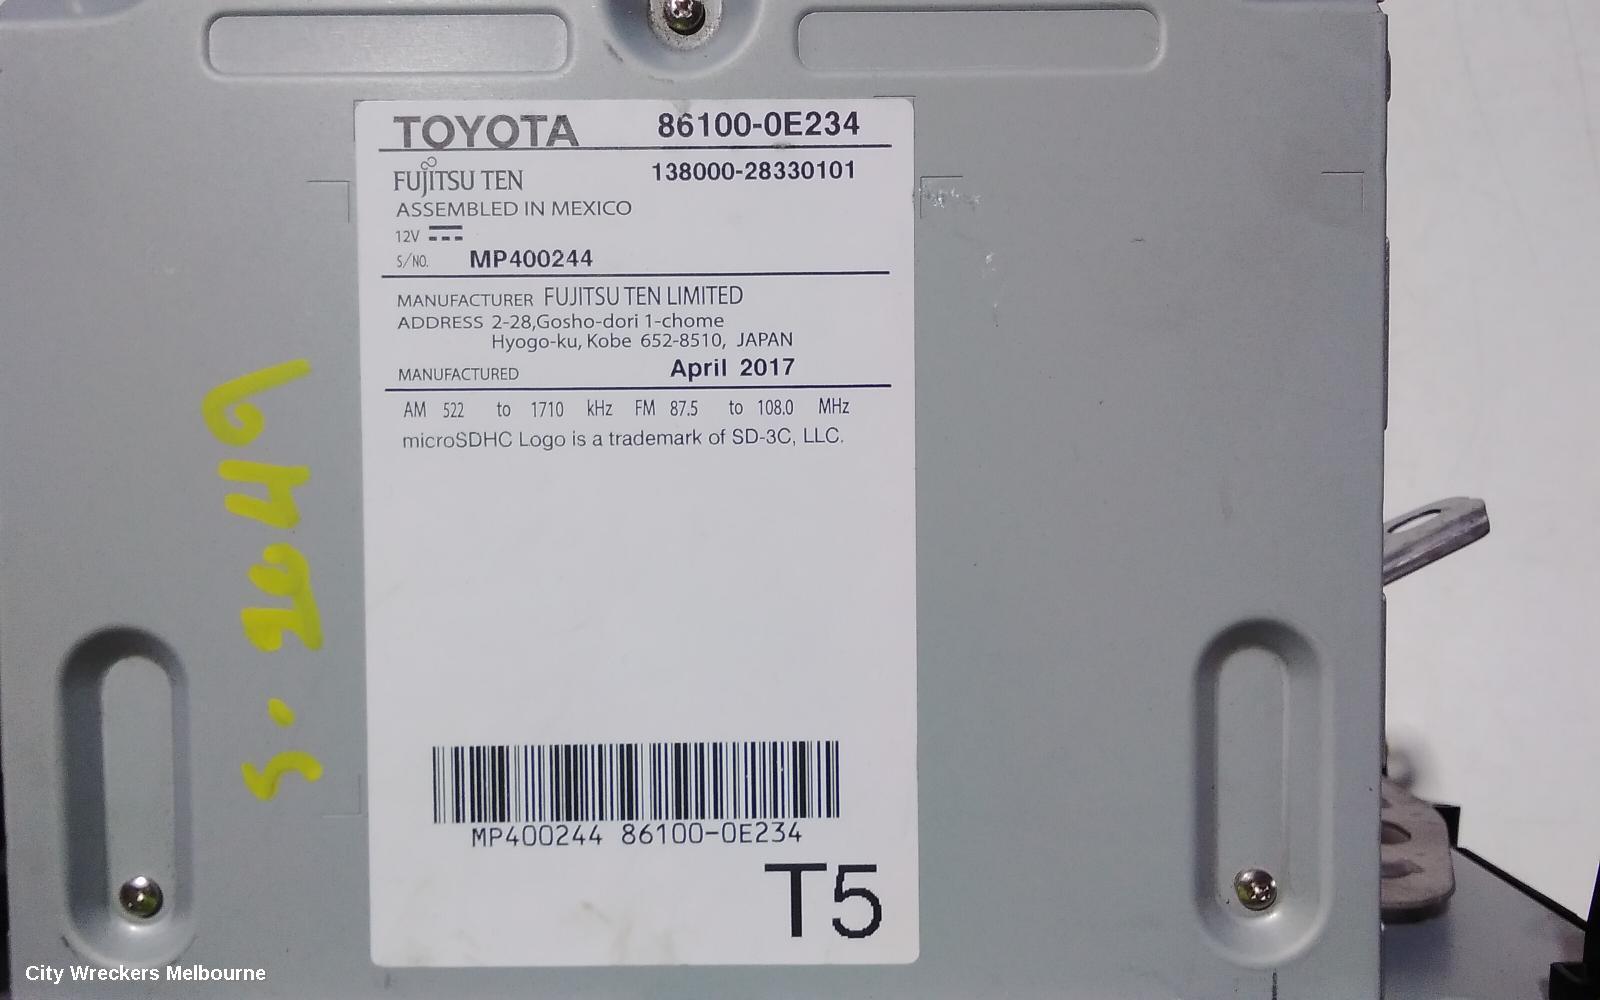 TOYOTA 86100-0E234
FUJITSU TEN 138000-28330101
ASSEMBLED IN MEXICO
12V
S/NO. MP400244
MANUFACTURER FUJITSU TEN LIMITED
ADDRESS 2-28,Gosho-dori 1-chome
Hyogo-ku, Kobe 652-8510, JAPAN
MANUFACTURED April 2017
AM 522 to 1710 kHz FM 87.5 to 108.0 MHz
microSDHC Logo is a trademark of SD-3C, LLC.
MP400244 86100-0E234
T5
City Wreckers Melbourne